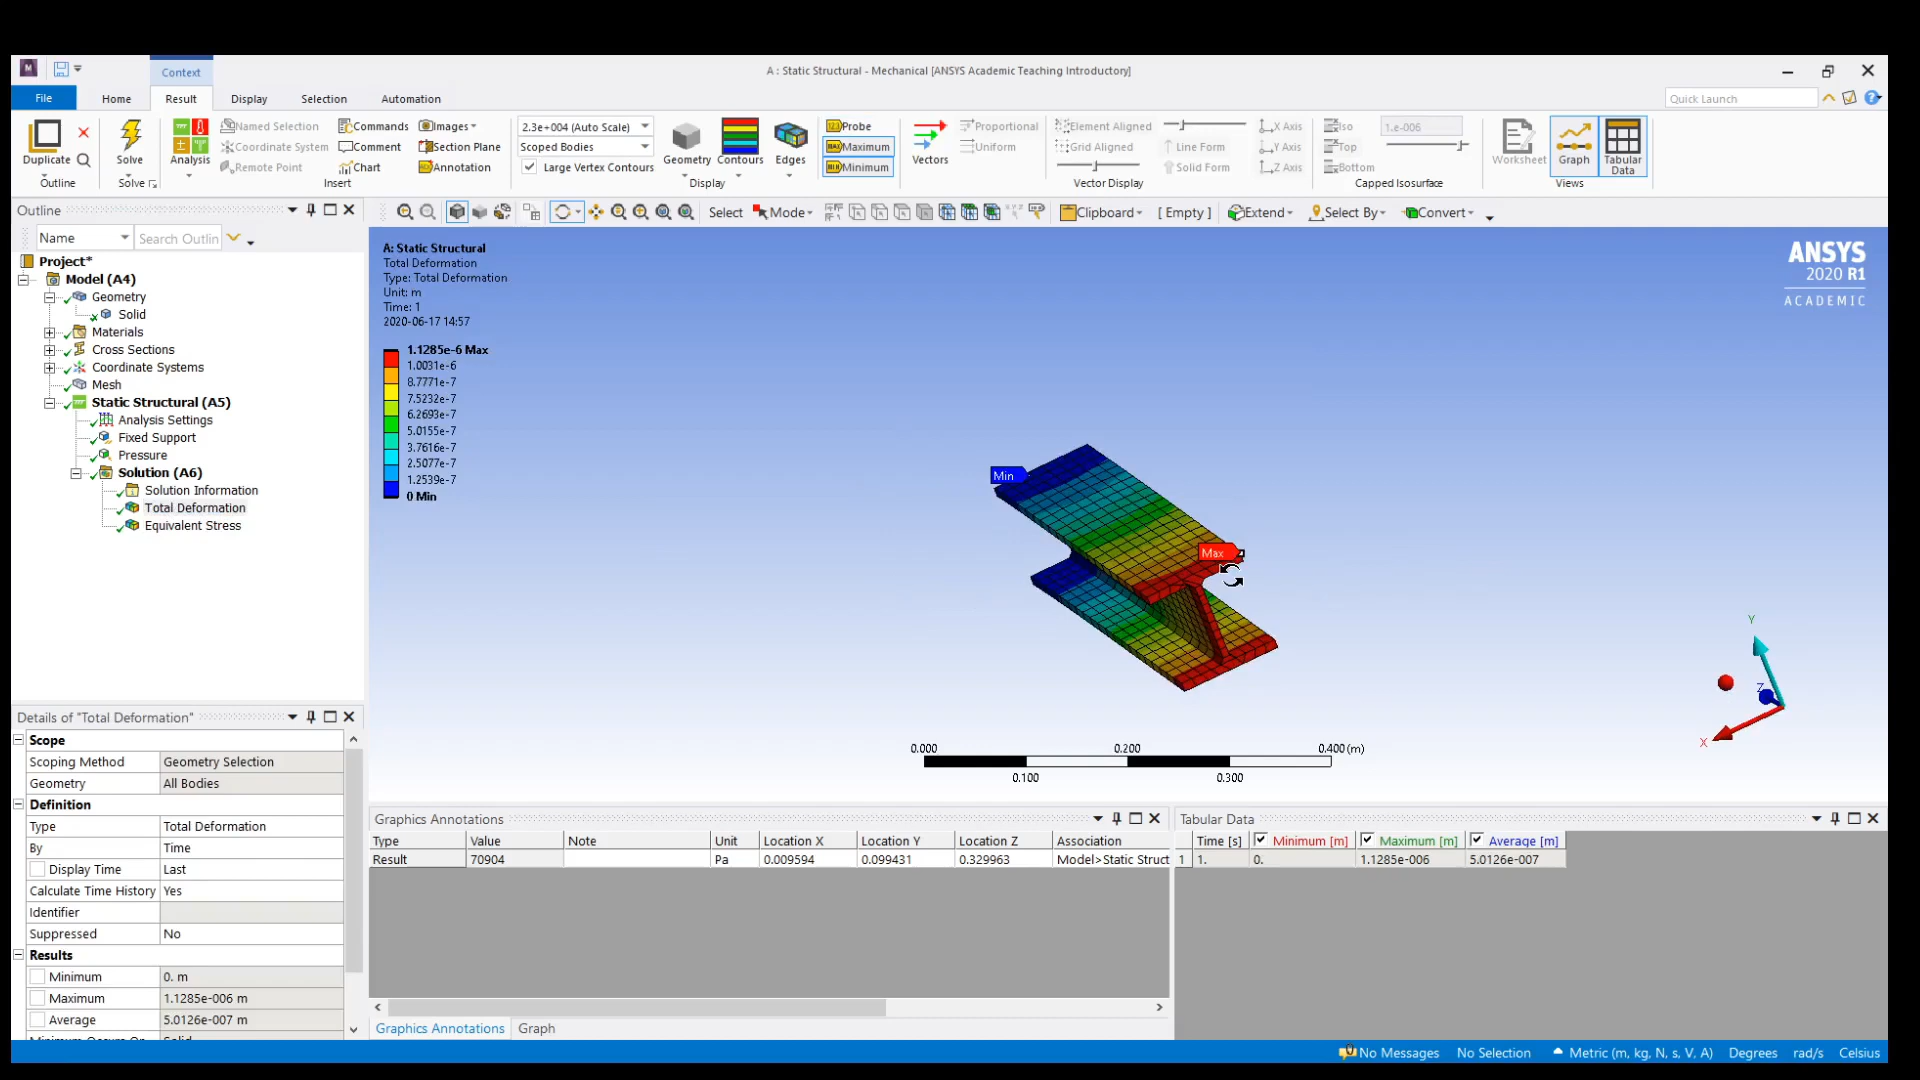 Context
A : Static Structural - Mechanical [ANSYS Academic Teaching Introductory]
File Home Result Display Selection Automation
Quick Launch
Duplicate
Outline
Solve
Solve
Analysis
Named Selection
Coordinate System
Remote Point
Commands
Comment
Chart
Images
Section Plane
Annotation
Insert
2.3e+004 (Auto Scale)
Scoped Bodies
Large Vertex Contours
Geometry
Contours
Edges
Display
Probe
Maximum
Minimum
Vectors
Proportional
Uniform
Element Aligned
Grid Aligned
Line Form
Solid Form
X Axis
Y Axis
Z Axis
Vector Display
Iso
Top
Bottom
1.e-006
Capped Isosurface
Worksheet
Graph
Tabular
Data
Views
Outline
Name
Search Outlin
Select Mode Clipboard [ Empty ] Extend Select By Convert
Project*
Model (A4)
Geometry
Solid
Materials
Cross Sections
Coordinate Systems
Mesh
Static Structural (A5)
Analysis Settings
Fixed Support
Pressure
Solution (A6)
Solution Information
Total Deformation
Equivalent Stress
A: Static Structural
Total Deformation
Type: Total Deformation
Unit: m
Time: 1
2020-06-17 14:57
1.1285e-6 Max
1.0031e-6
8.7771e-7
7.5232e-7
6.2693e-7
5.0155e-7
3.7616e-7
2.5077e-7
1.2539e-7
0 Min
ANSYS
2020 R1
ACADEMIC
Min
Max
Y
Z
X
0.000 0.200 0.400 (m)
0.100 0.300
Details of "Total Deformation"
Scope
Scoping Method Geometry Selection
Geometry All Bodies
Definition
Type Total Deformation
By Time
Display Time Last
Calculate Time History Yes
Identifier
Suppressed No
Results
Minimum 0. m
Maximum 1.1285e-006 m
Average 5.0126e-007 m
Graphics Annotations
Type Value Note Unit Location X Location Y Location Z Association
Result 70904 Pa 0.009594 0.099431 0.329963 Model>Static Struct
Graphics Annotations Graph
Tabular Data
Time [s] Minimum [m] Maximum [m] Average [m]
1 1. 0. 1.1285e-006 5.0126e-007
No Messages No Selection Metric (m, kg, N, s, V, A) Degrees rad/s Celsius